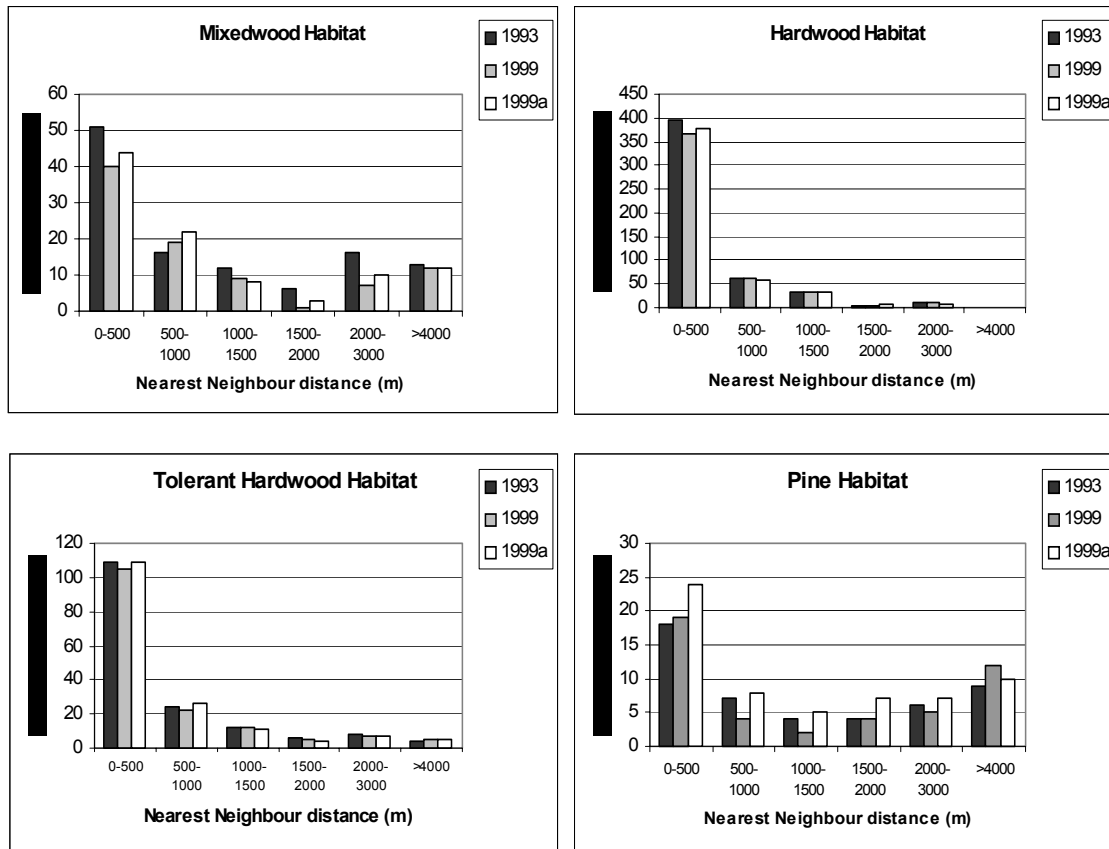 Mixedwood Habitat
1993
1999
1999a
60
50
40
30
20
10
0
0-500 500- 1000- 1500- 2000- >4000
1000 1500 2000 3000
Nearest Neighbour distance (m)
Hardwood Habitat
1993
1999
1999a
450
400
350
300
250
200
150
100
50
0
0-500 500- 1000- 1500- 2000- >4000
1000 1500 2000 3000
Nearest Neighbour distance (m)
Tolerant Hardwood Habitat
1993
1999
1999a
120
100
80
60
40
20
0
0-500 500- 1000- 1500- 2000- >4000
1000 1500 2000 3000
Nearest Neighbour distance (m)
Pine Habitat
1993
1999
1999a
30
25
20
15
10
5
0
0-500 500- 1000- 1500- 2000- >4000
1000 1500 2000 3000
Nearest Neighbour distance (m)